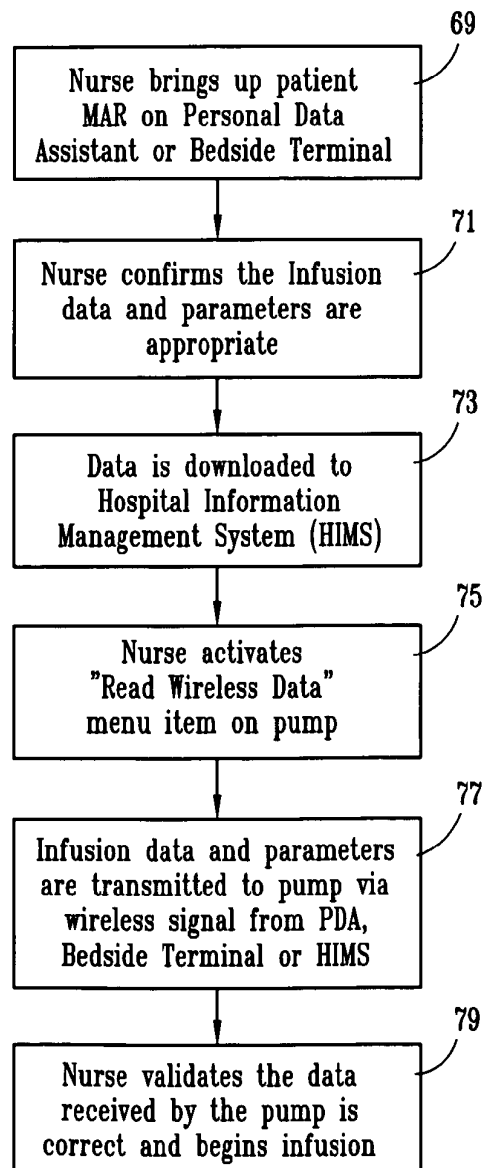 69
Nurse brings up patient
MAR on Personal Data
Assistant or Bedside Terminal
71
Nurse confirms the Infusion
data and parameters are
appropriate
73
Data is downloaded to
Hospital Information
Management System (HIMS)
75
Nurse activates
"Read Wireless Data"
menu item on pump
77
Infusion data and parameters
are transmitted to pump via
wireless signal from PDA,
Bedside Terminal or HIMS
79
Nurse validates the data
received by the pump is
correct and begins infusion